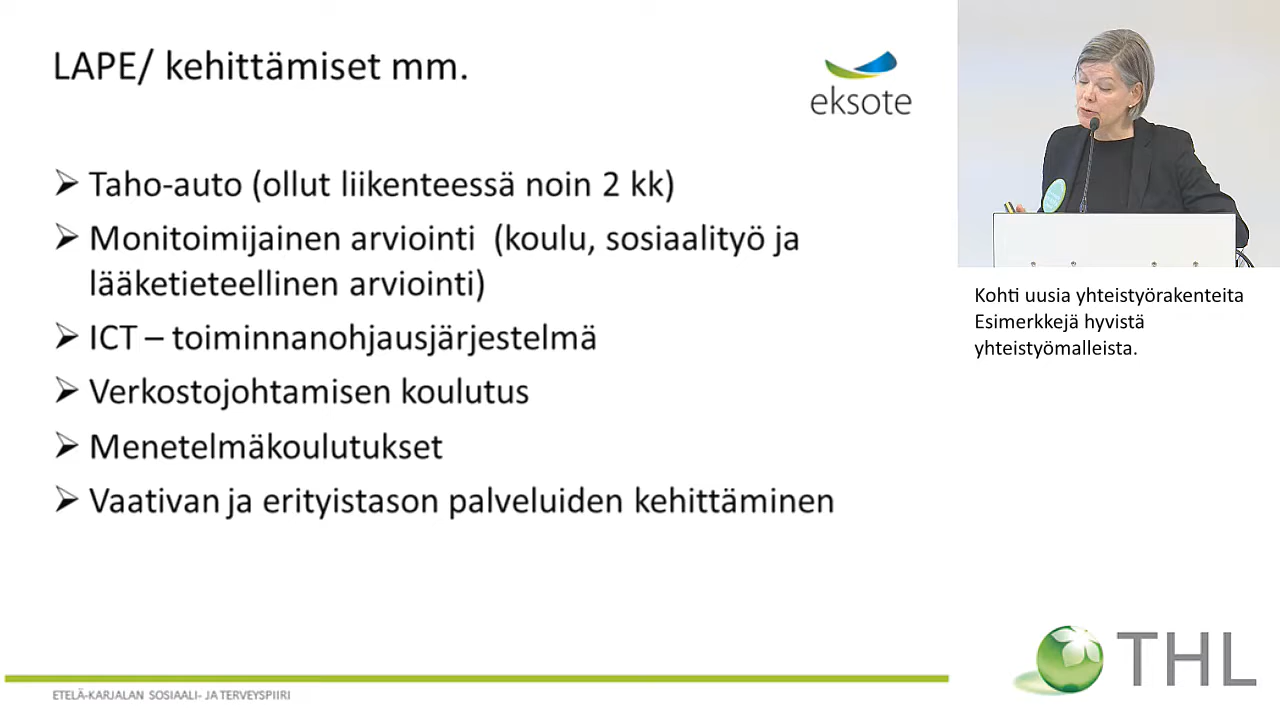 LAPE/ kehittämiset mm.
eksote
➢ Taho-auto (ollut liikenteessä noin 2 kk)
➢ Monitoimijainen arviointi (koulu, sosiaalityö ja
lääketieteellinen arviointi)
➢ ICT – toiminnanohjausjärjestelmä
➢ Verkostojohtamisen koulutus
➢ Menetelmäkoulutukset
➢ Vaativan ja erityistason palveluiden kehittäminen
ETELÄ-KARJALAN SOSIAALI- JA TERVEYSPIIRI
Kohti uusia yhteistyörakenteita
Esimerkkejä hyvistä
yhteistyömalleista.
THL